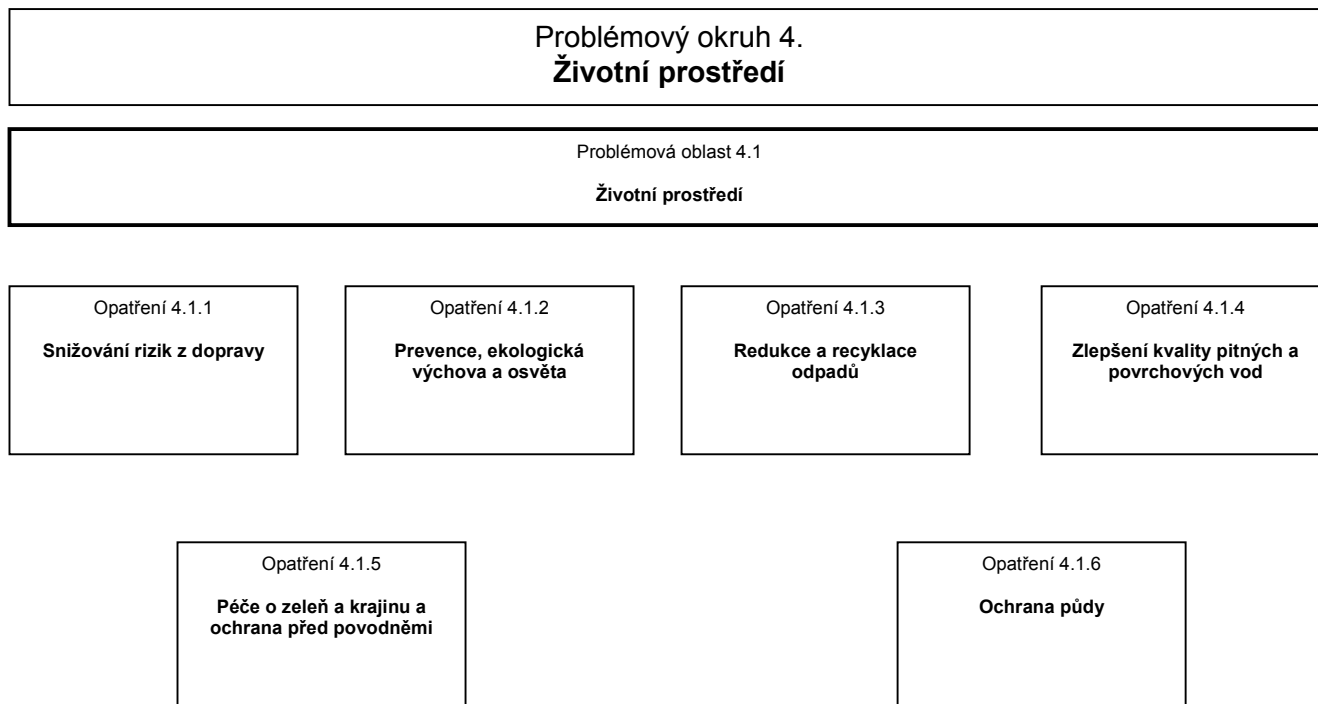 Problémový okruh 4.
Životní prostředí
Problémová oblast 4.1
Životní prostředí
Opatření 4.1.1
Snižování rizik z dopravy
Opatření 4.1.2
Prevence, ekologická
výchova a osvěta
Opatření 4.1.3
Redukce a recyklace
odpadů
Opatření 4.1.4
Zlepšení kvality pitných a
povrchových vod
Opatření 4.1.5
Péče o zeleň a krajinu a
ochrana před povodněmi
Opatření 4.1.6
Ochrana půdy